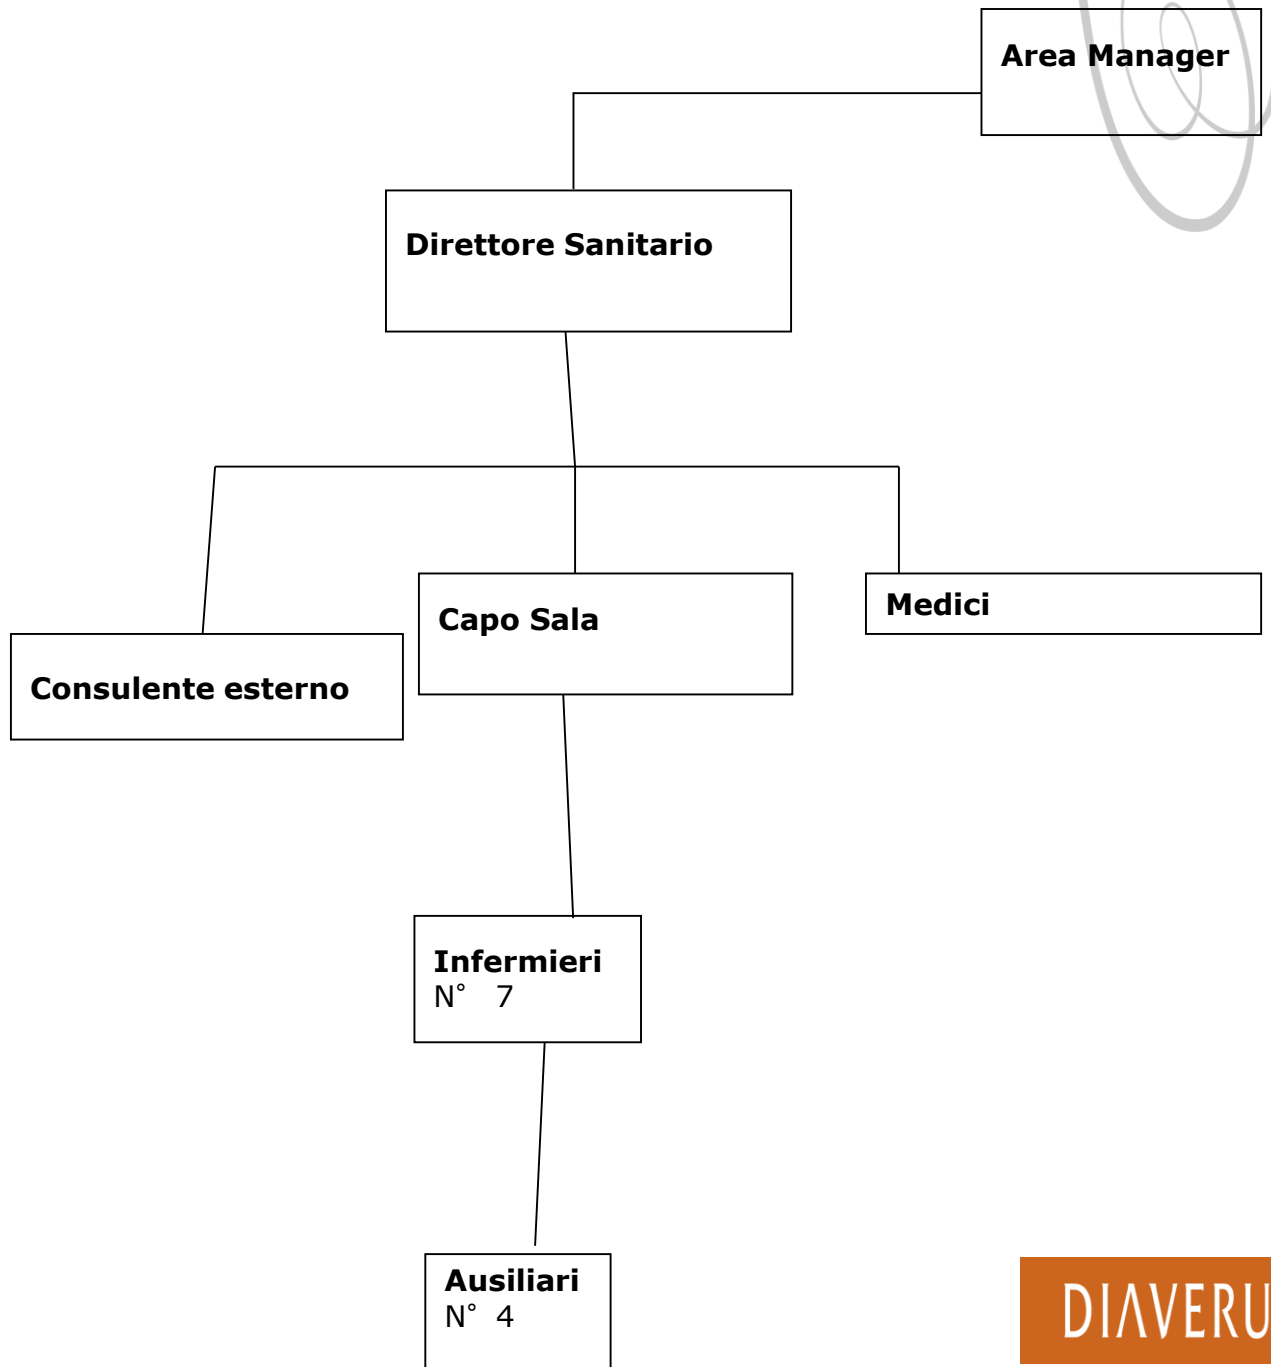 Area Manager
Direttore Sanitario
Capo Sala
Medici
Consulente esterno
Infermieri
N° 7
Ausiliari
N° 4
DIAVERU